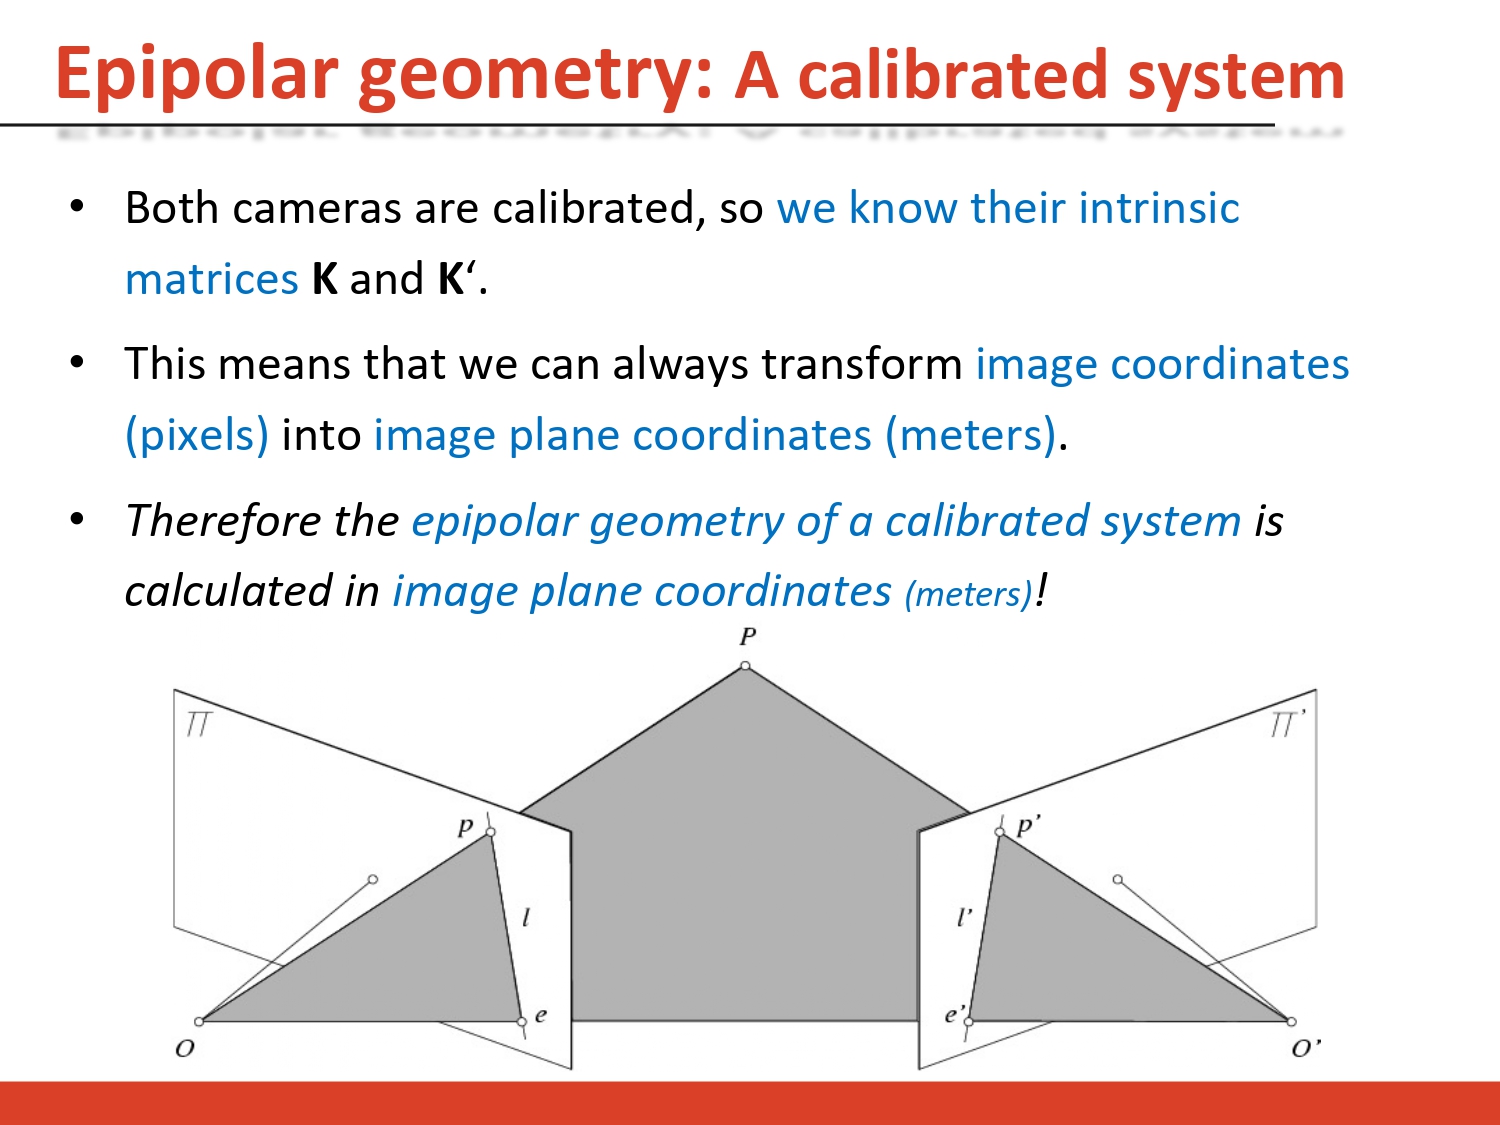 Epipolar geometry: A calibrated system
• Both cameras are calibrated, so we know their intrinsic
matrices K and K‘.
• This means that we can always transform image coordinates
(pixels) into image plane coordinates (meters).
• Therefore the epipolar geometry of a calibrated system is
calculated in image plane coordinates (meters)!
P
Π
Π’
p
p’
l
l’
e
e’
O
O’